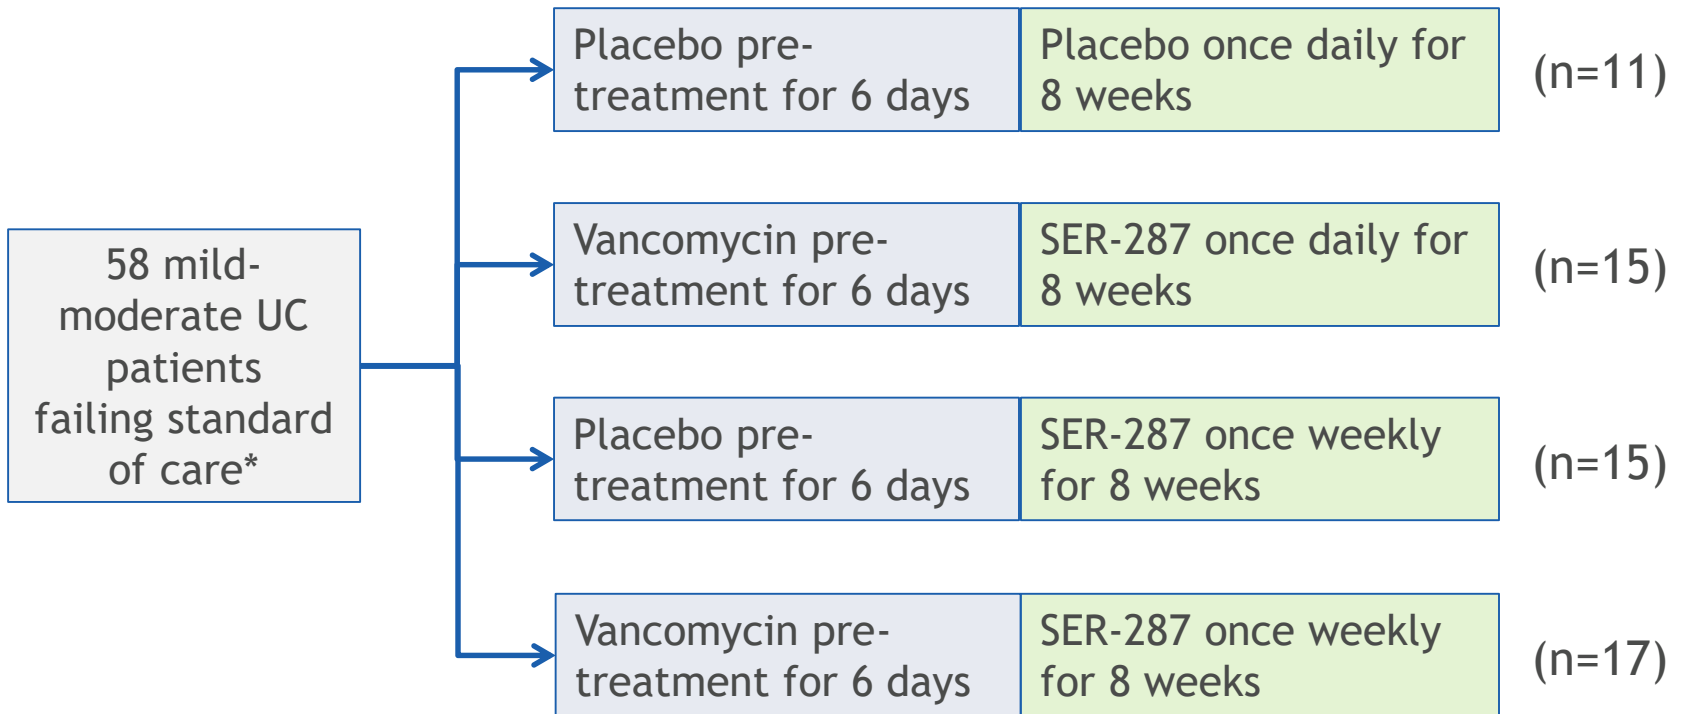 58 mild-
moderate UC
patients
failing standard
of care*
Placebo pre-
treatment for 6 days
Placebo once daily for
8 weeks
(n=11)
Vancomycin pre-
treatment for 6 days
SER-287 once daily for
8 weeks
(n=15)
Placebo pre-
treatment for 6 days
SER-287 once weekly
for 8 weeks
(n=15)
Vancomycin pre-
treatment for 6 days
SER-287 once weekly
for 8 weeks
(n=17)